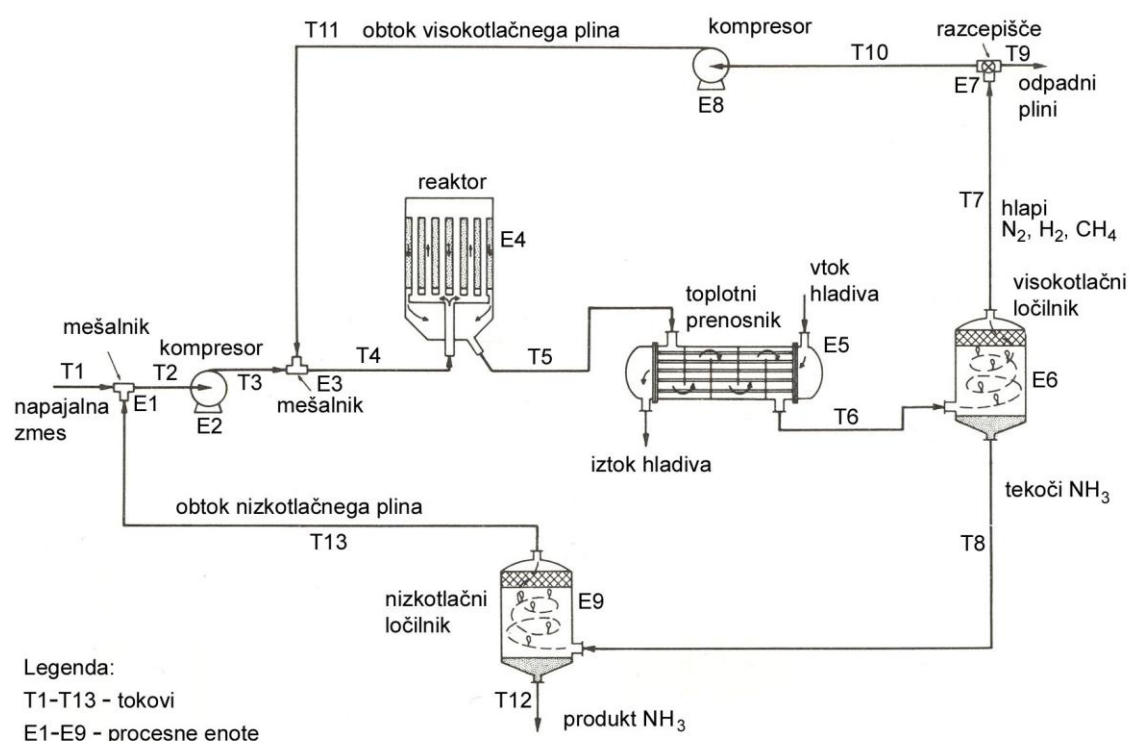 T11
obtok visokotlačnega plina
kompresor
T10
razcepišče
T9
E7
odpadni
plini
E8
reaktor
E4
T7
hlapi
N₂, H₂, CH₄
visokotlačni
ločilnik
E6
vtok
hladiva
toplotni
prenosnik
E5
T5
mešalnik
kompresor
T1
T2
T3
T4
E1
E2
E3
mešalnik
napajalna
zmes
T6
iztok hladiva
tekoči NH₃
T8
obtok nizkotlačnega plina
T13
nizkotlačni
ločilnik
E9
T12
produkt NH₃
Legenda:
T1-T13 - tokovi
E1-E9 - procesne enote